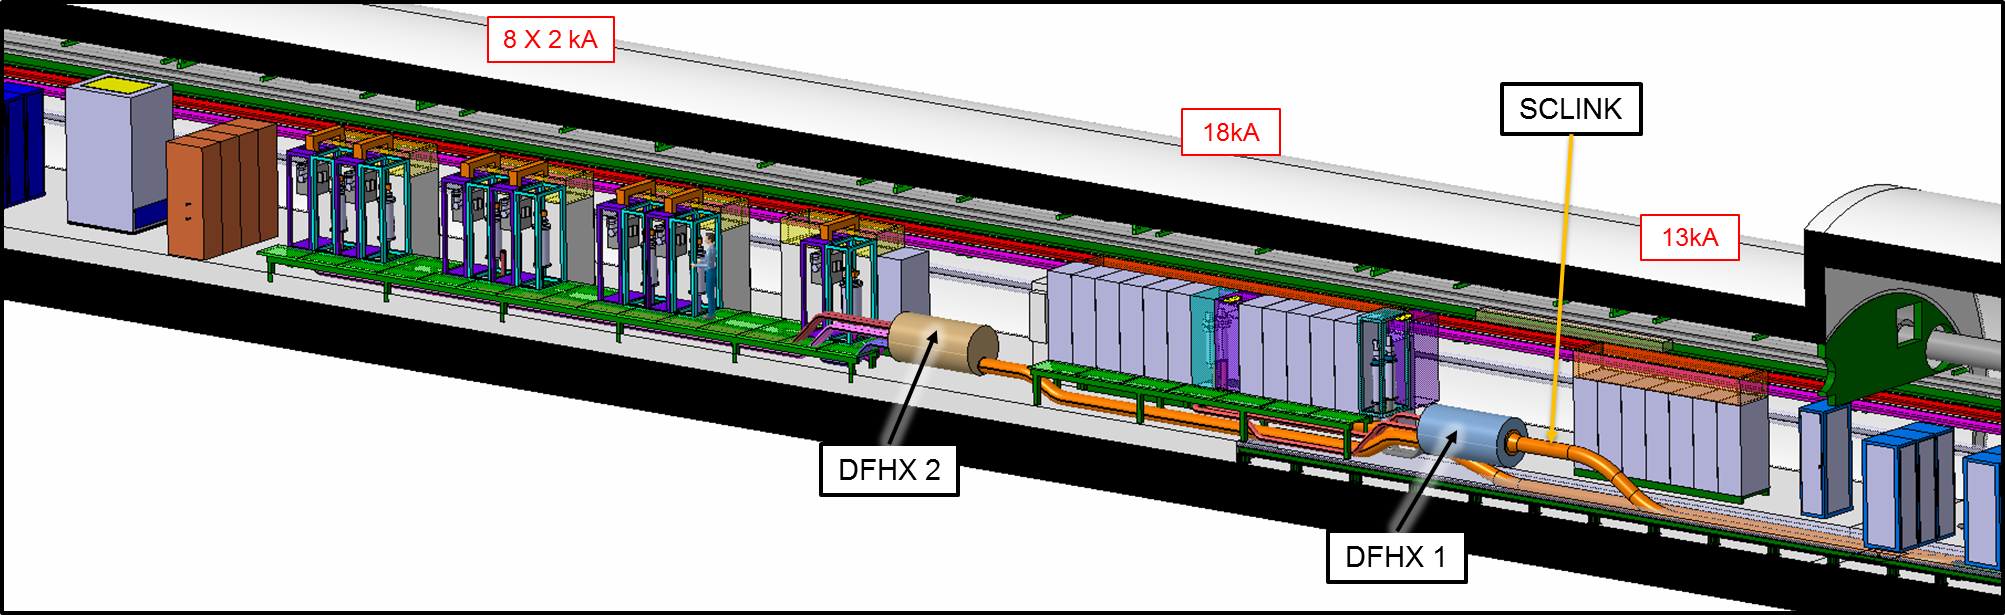 8 X 2 kA
18kA
SCLINK
13kA
DFHX 2
DFHX 1